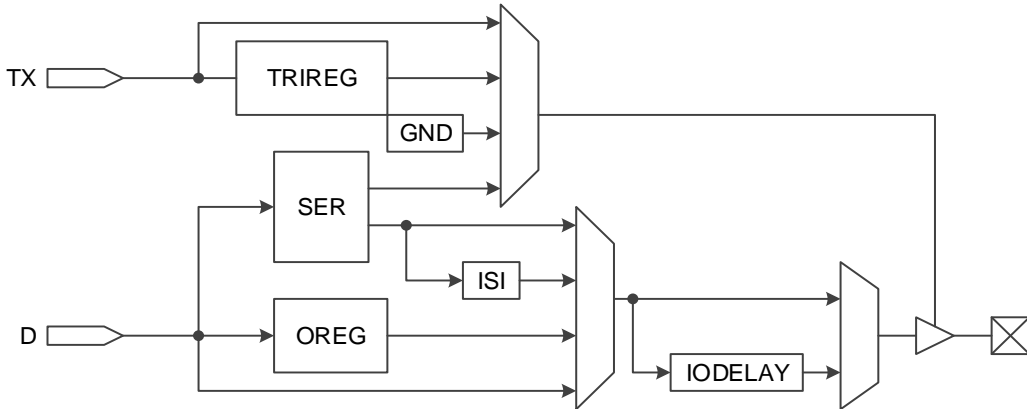 TX
TRIREG
GND
SER
ISI
D
OREG
IODELAY